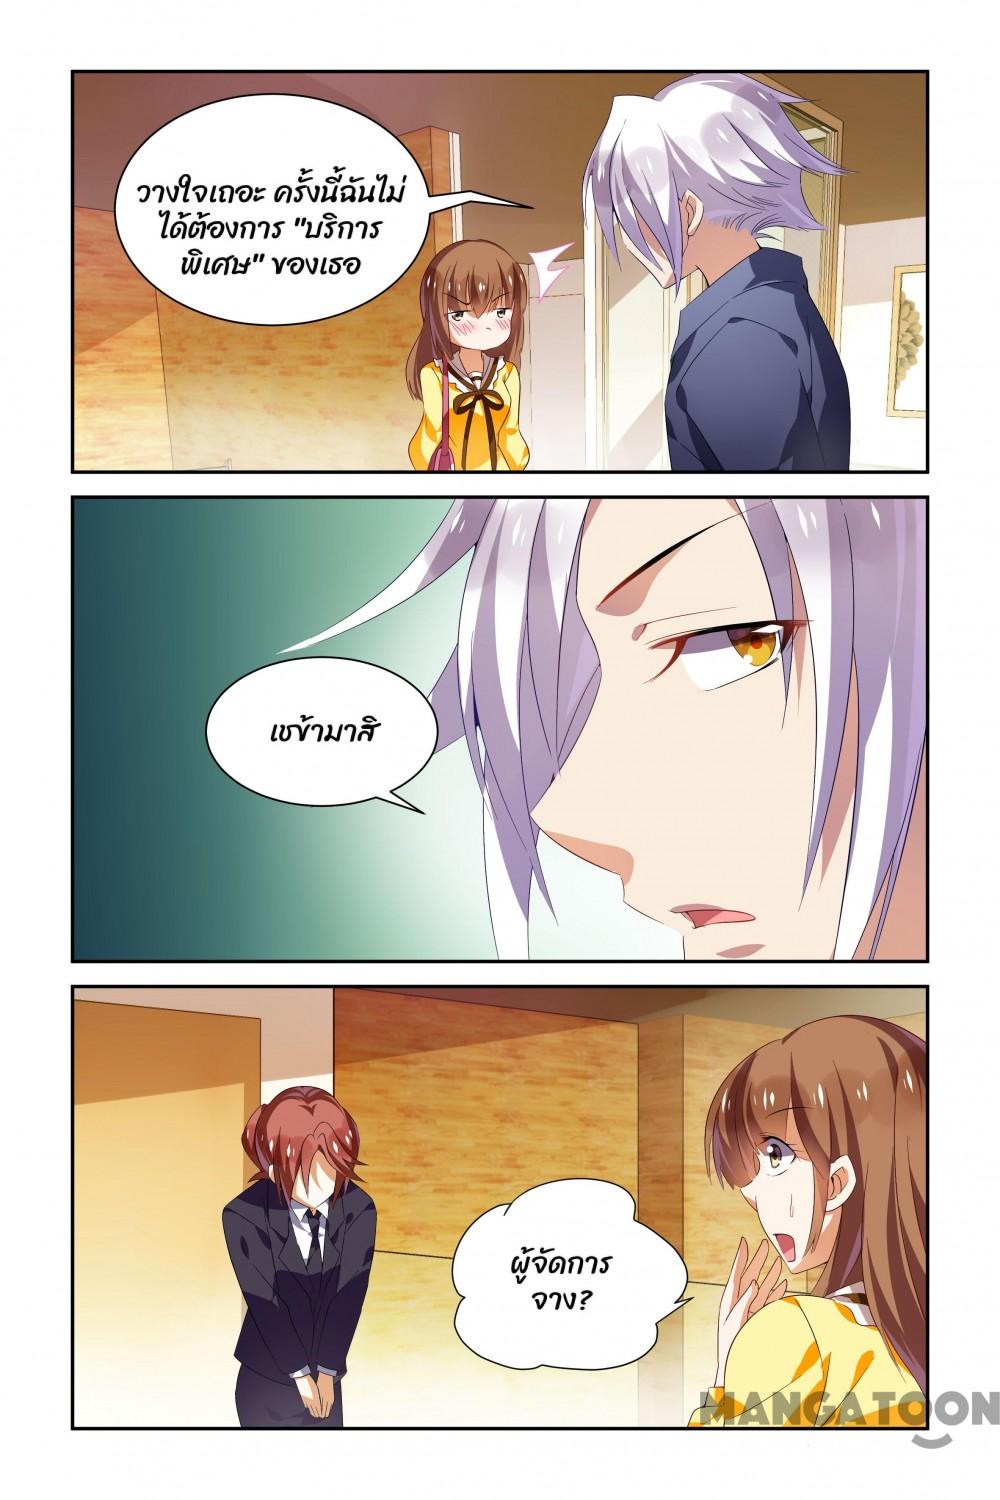 วางใจเถอะ ครั้งนี้ฉันไม่
ได้ต้องการ "บริการ
พิเศษ" ของเธอ
เชข้ามาสิ
ผู้จัดการ
จาง?
MANGATOON